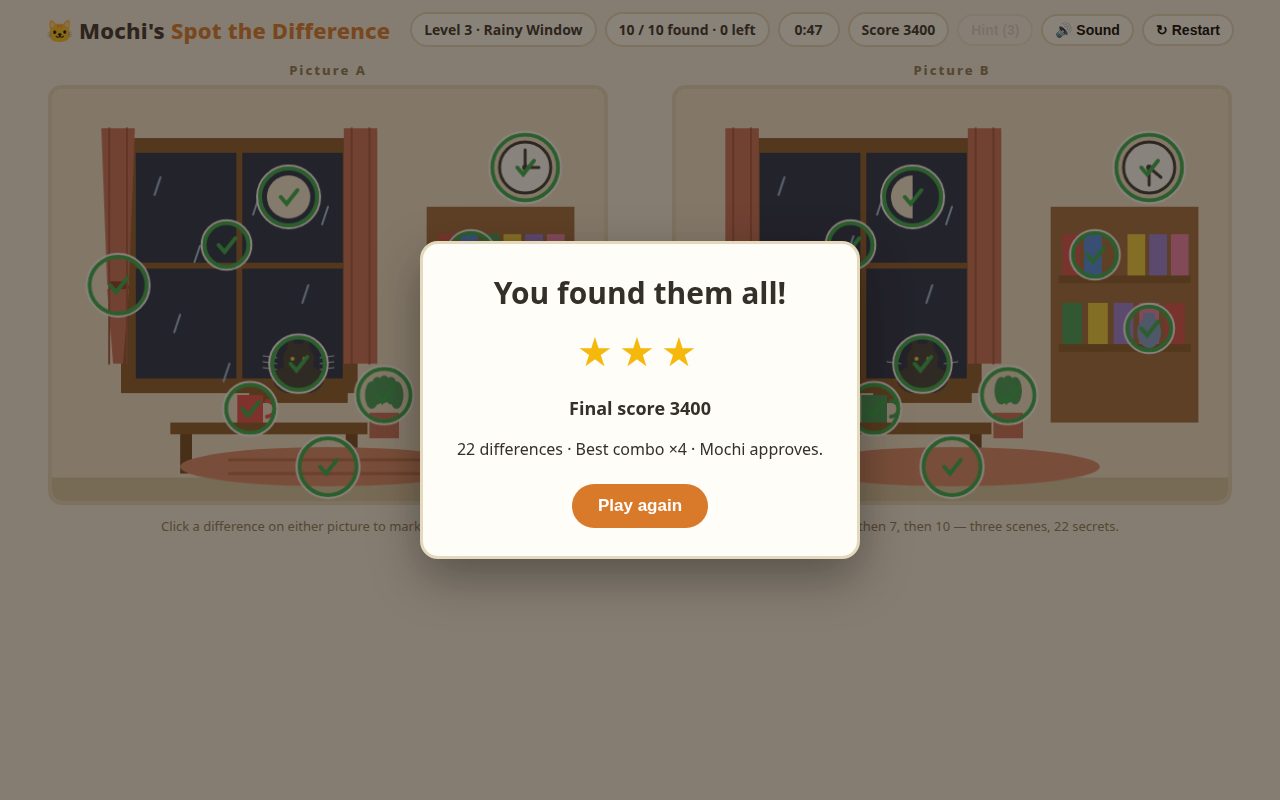 🐱 Mochi's Spot the Difference
Level 3 · Rainy Window
10 / 10 found · 0 left
0:47
Score 3400
Hint (3)
🔊 Sound
↻ Restart
Picture A
Picture B
You found them all!
★ ★ ★
Final score 3400
22 differences · Best combo ×4 · Mochi approves.
Play again
Click a difference on either picture to mark
then 7, then 10 — three scenes, 22 secrets.